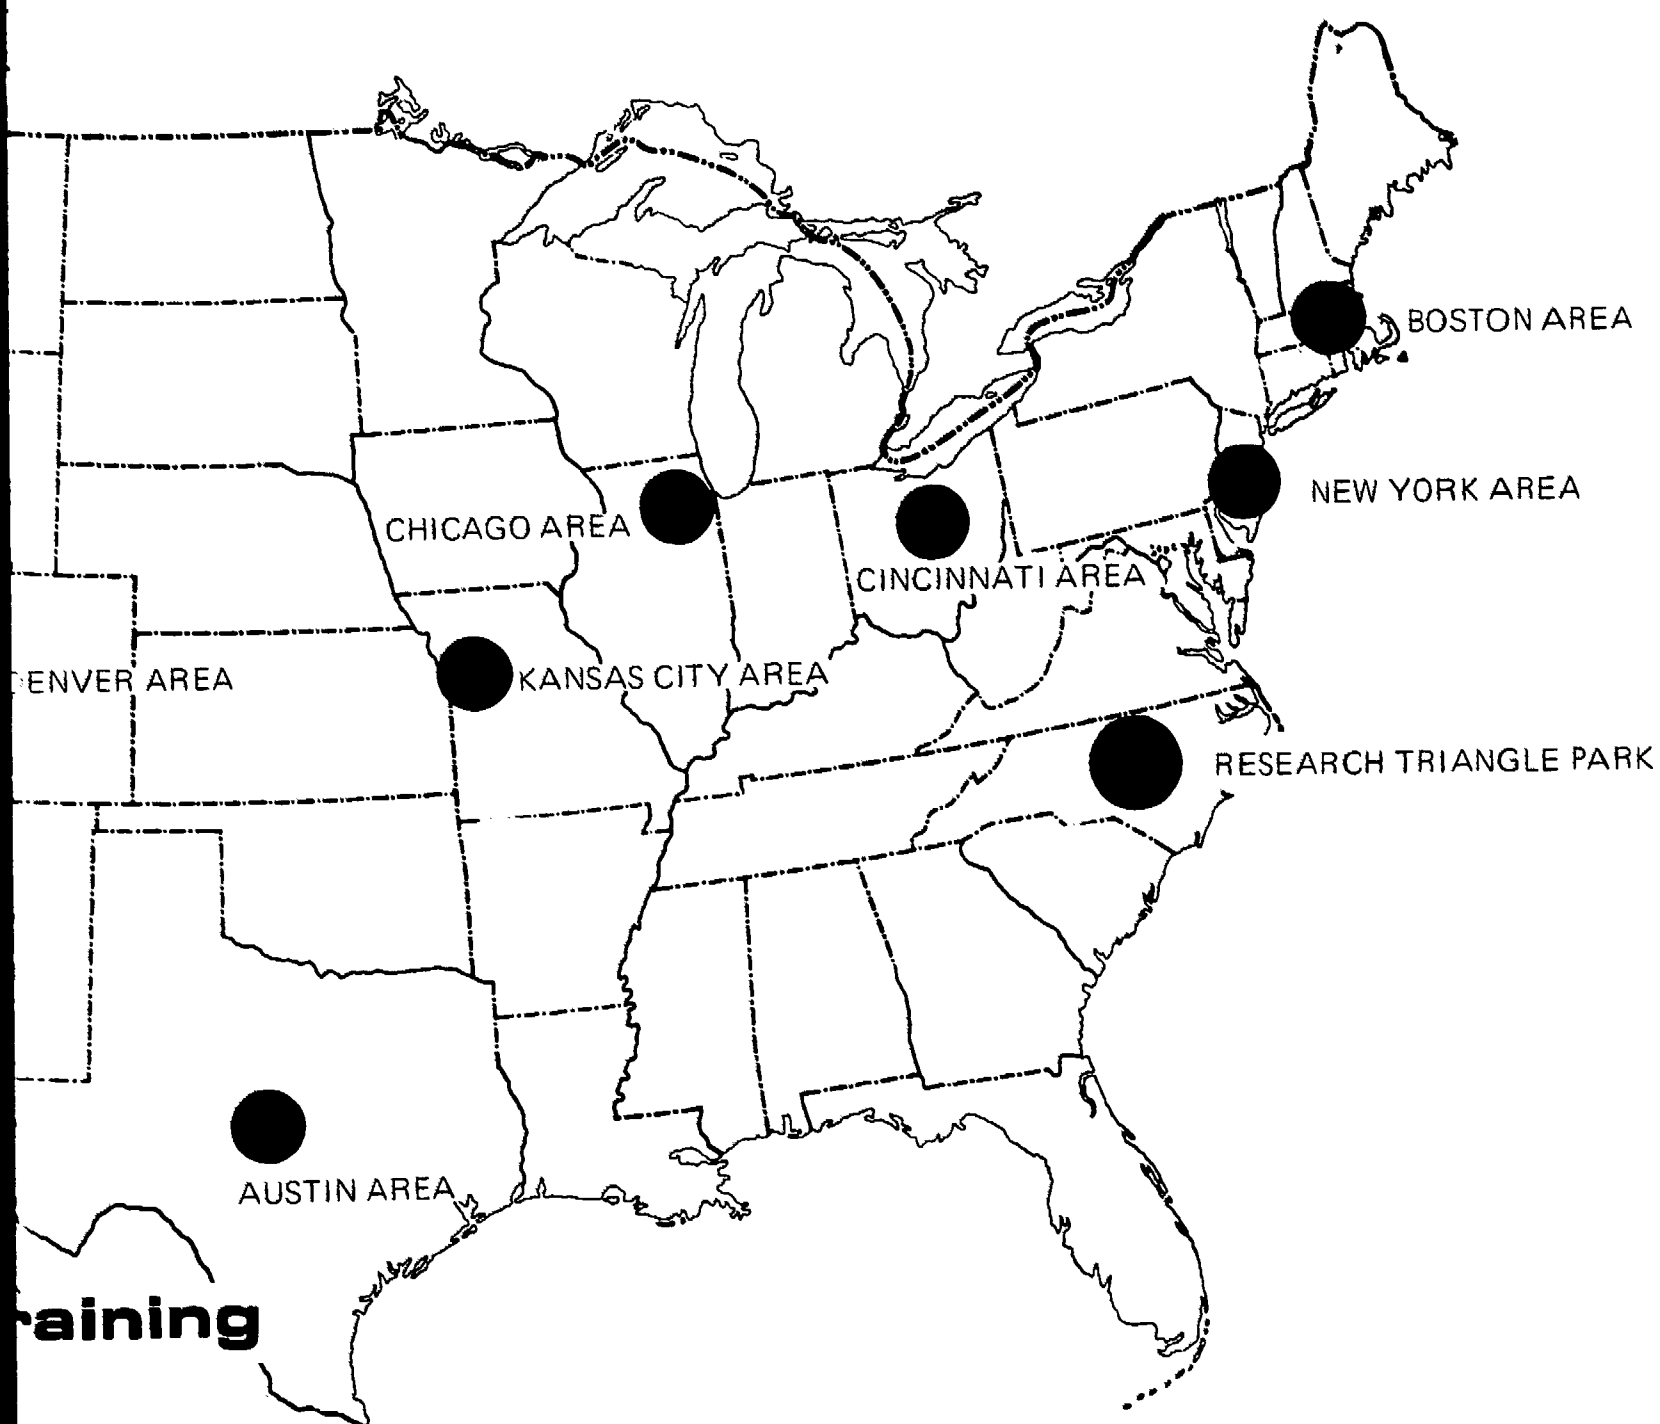 BOSTON AREA
NEW YORK AREA
CHICAGO AREA
CINCINNATI AREA
KANSAS CITY AREA
DENVER AREA
RESEARCH TRIANGLE PARK
AUSTIN AREA
raining